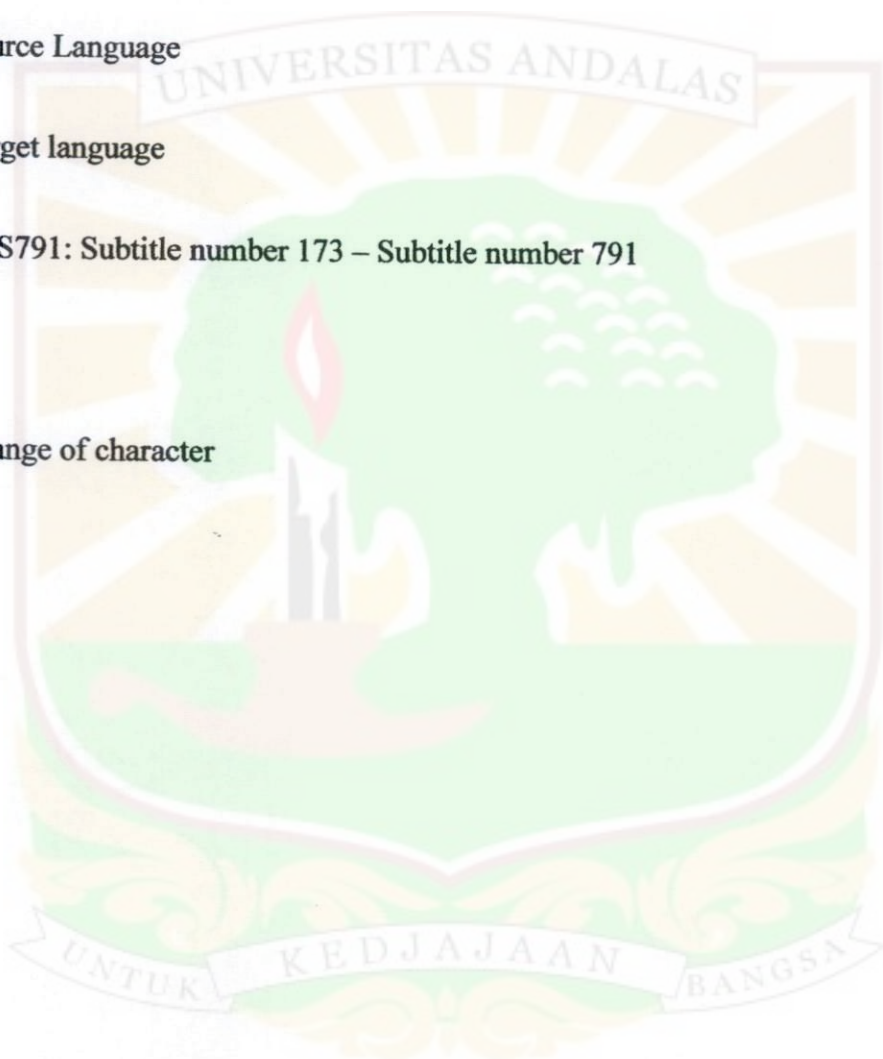 UNIVERSITAS ANDALAS
rce Language
get language
S791: Subtitle number 173 – Subtitle number 791
nge of character
UNTUK KEDJAJAAN BANGSA